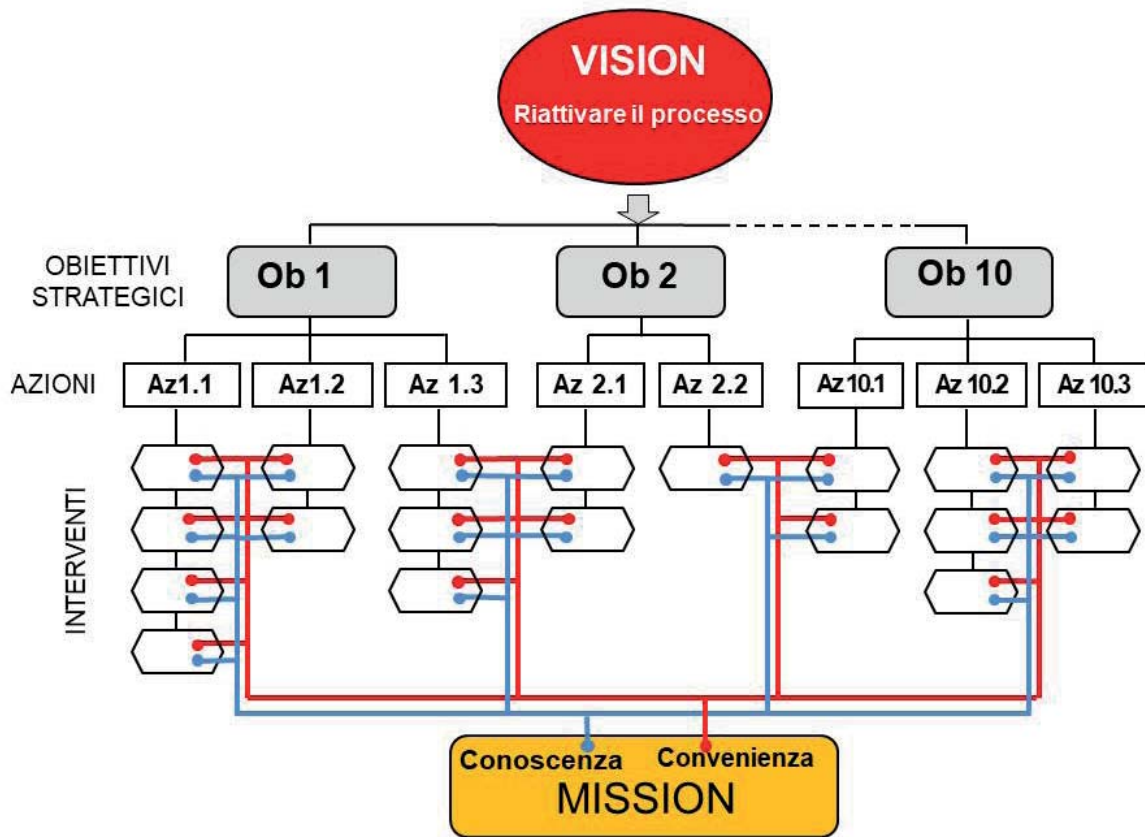 VISION
Riattivare il processo
OBIETTIVI
STRATEGICI
Ob 1
Ob 2
Ob 10
AZIONI
Az1.1
Az1.2
Az 1.3
Az 2.1
Az 2.2
Az 10.1
Az 10.2
Az 10.3
INTERVENTI
Conoscenza
Convenienza
MISSION